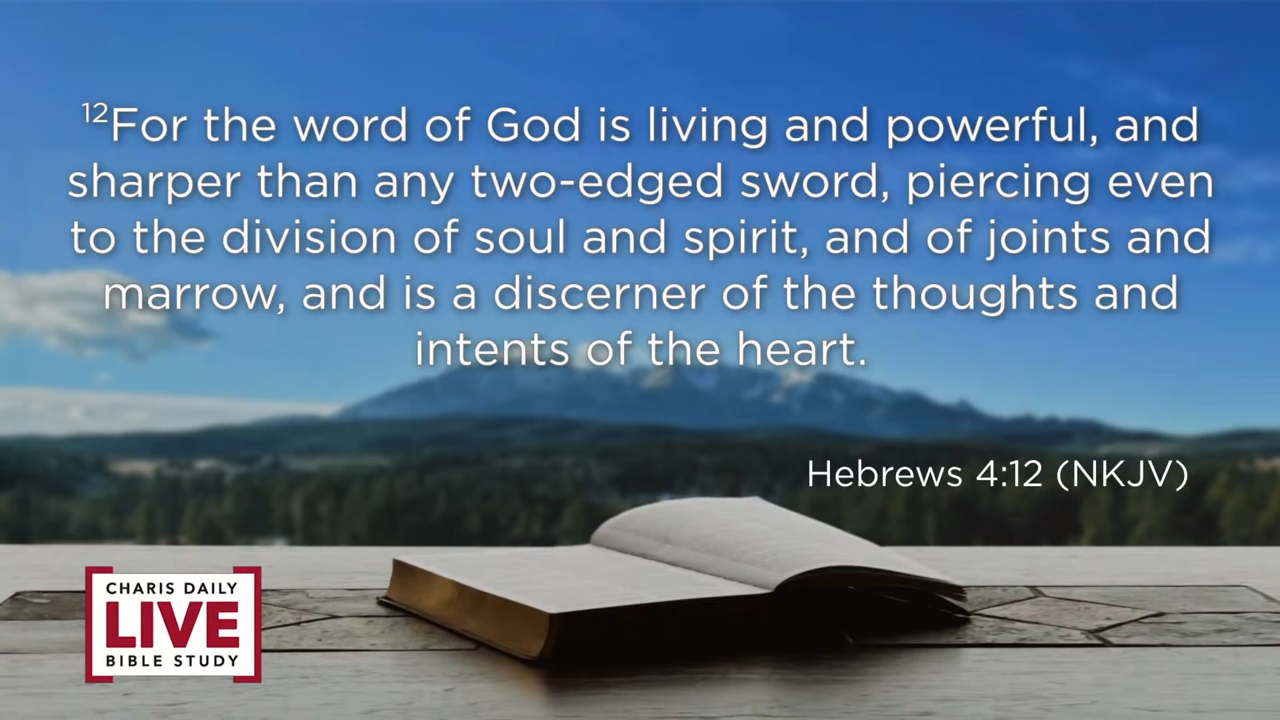 ¹²For the word of God is living and powerful, and
sharper than any two-edged sword, piercing even
to the division of soul and spirit, and of joints and
marrow, and is a discerner of the thoughts and
intents of the heart.
Hebrews 4:12 (NKJV)
CHARIS DAILY
LIVE
BIBLE STUDY